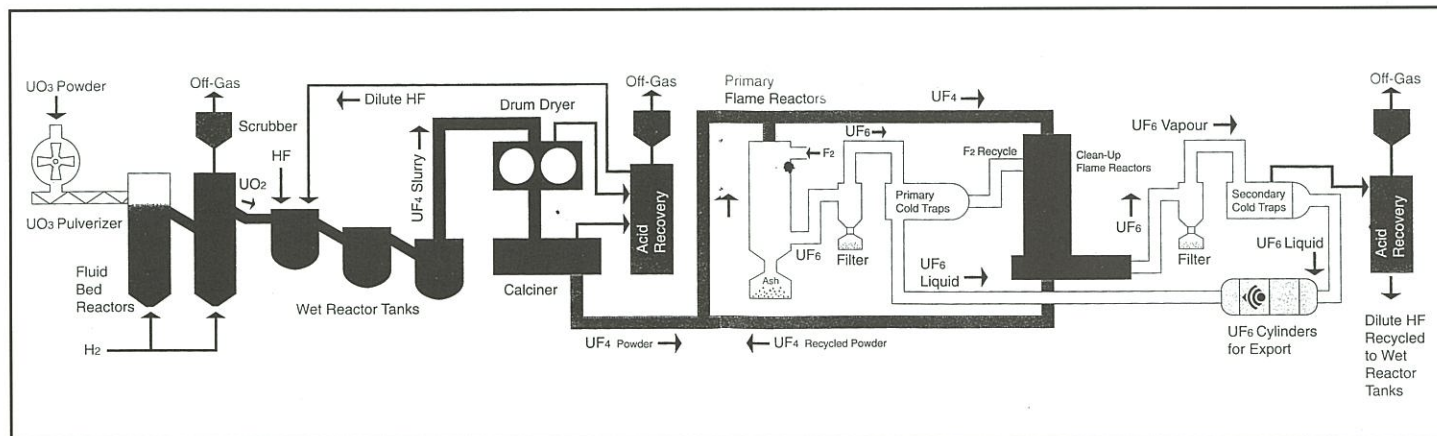 UO3 Powder
Off-Gas
Scrubber
UO3 Pulverizer
UO2
HF
Dilute HF
Fluid
Bed
Reactors
H2
Wet Reactor Tanks
UF4 Slurry
Drum Dryer
Calciner
Off-Gas
Acid
Recovery
UF4 Powder
Primary
Flame Reactors
F2
Ash
UF6
UF6
Filter
Primary
Cold Traps
F2 Recycle
UF4
Clean-Up
Flame Reactors
UF6
Liquid
UF4 Recycled Powder
UF6
UF6 Vapour
Filter
Secondary
Cold Traps
UF6 Liquid
UF6 Cylinders
for Export
Off-Gas
Acid
Recovery
Dilute HF
Recycled
to Wet
Reactor
Tanks